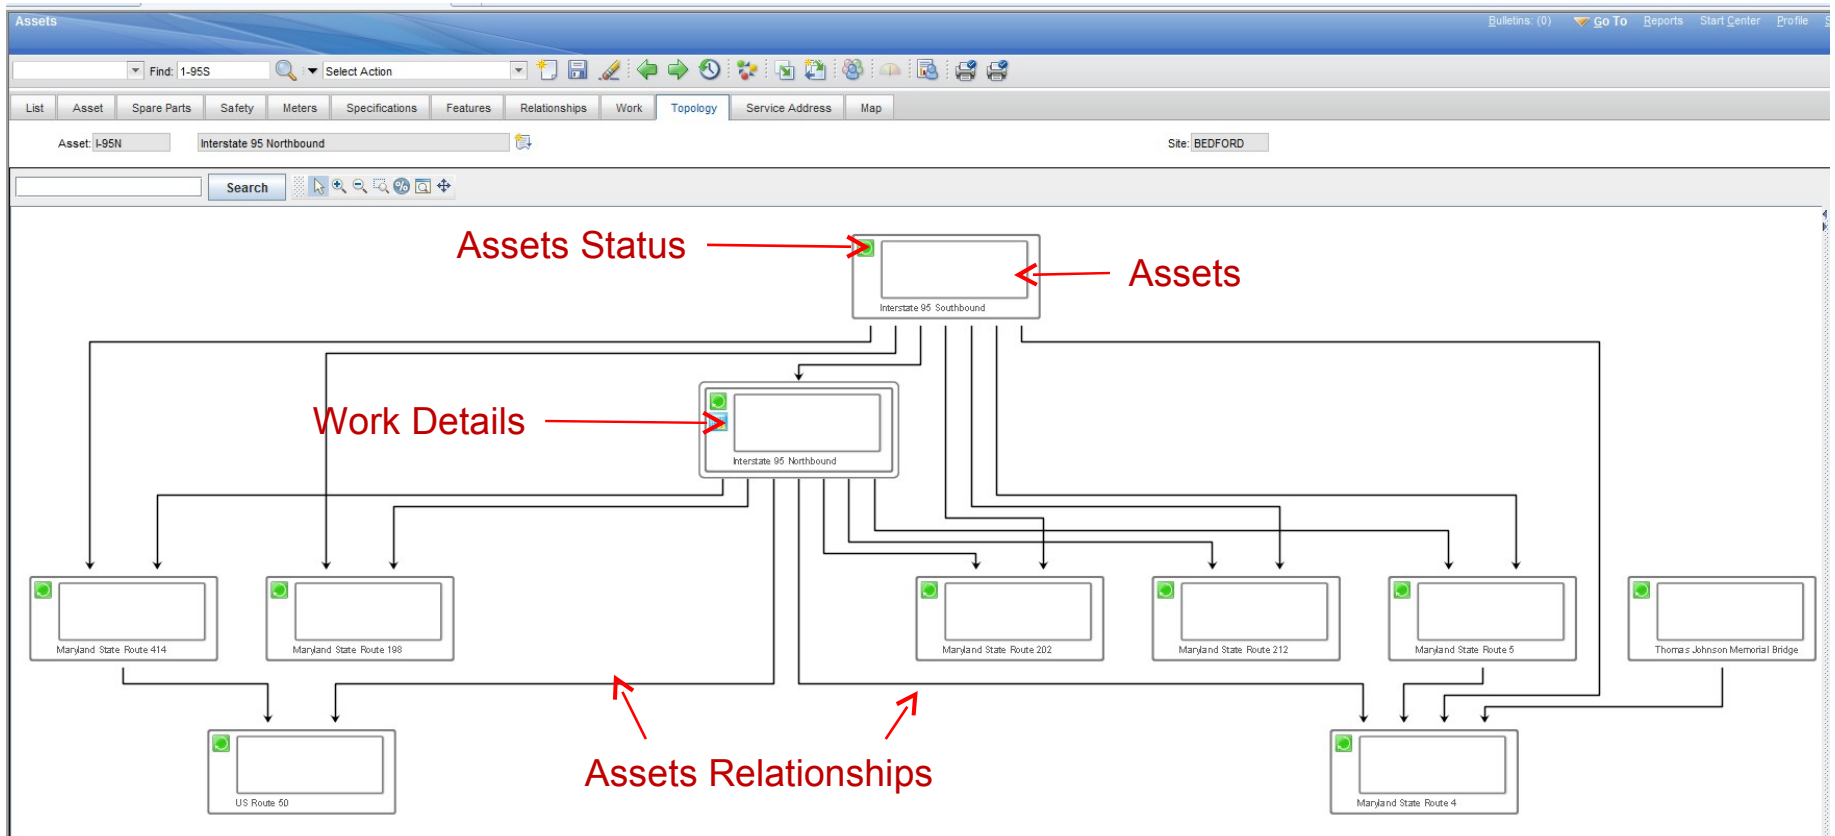 Assets
Bulletins: (0) Go To Reports Start Center Profile
Find: 1-95S Select Action
List Asset Spare Parts Safety Meters Specifications Features Relationships Work Topology Service Address Map
Asset: I-95N Interstate 95 Northbound Site: BEDFORD
Search
Assets Status
Assets
Interstate 95 Southbound
Work Details
Interstate 95 Northbound
Maryland State Route 414
Maryland State Route 198
Maryland State Route 202
Maryland State Route 212
Maryland State Route 5
Thomas Johnson Memorial Bridge
Assets Relationships
US Route 50
Maryland State Route 4